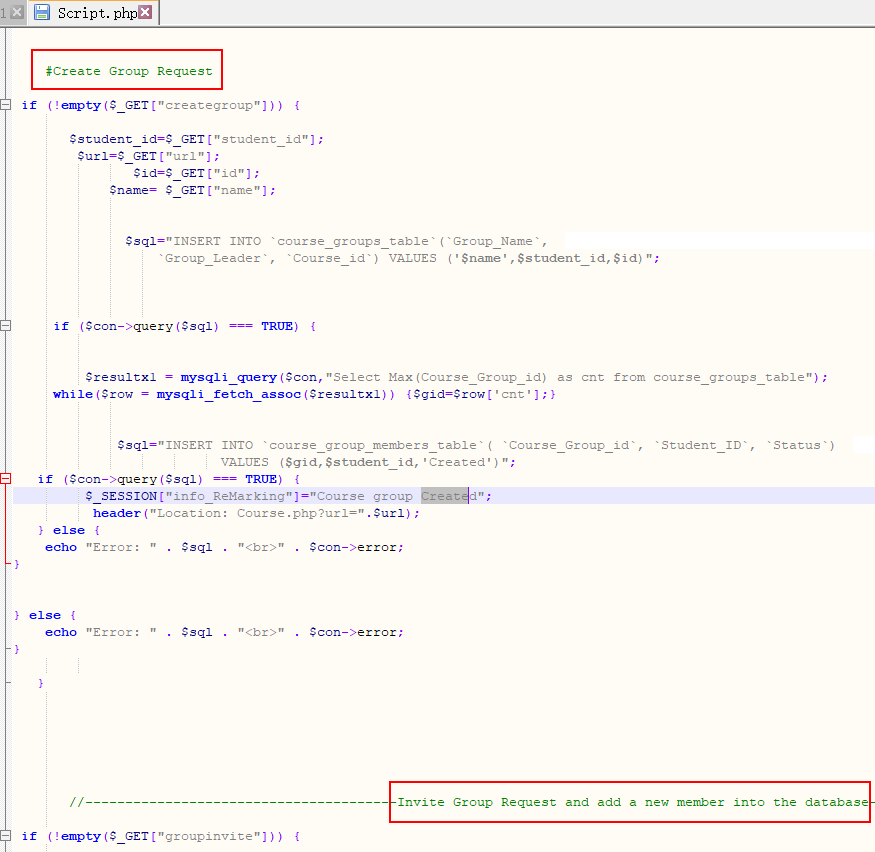 1
Script.php
#Create Group Request
if (!empty($_GET["creategroup"])) {
$student_id=$_GET["student_id"];
$url=$_GET["url"];
$id=$_GET["id"];
$name= $_GET["name"];
$sql="INSERT INTO `course_groups_table`(`Group_Name`,
`Group_Leader`, `Course_id`) VALUES ('$name',$student_id,$id)";
if ($con->query($sql) === TRUE) {
$resultx1 = mysqli_query($con,"Select Max(Course_Group_id) as cnt from course_groups_table");
while($row = mysqli_fetch_assoc($resultx1)) {$gid=$row['cnt'];}
$sql="INSERT INTO `course_group_members_table`( `Course_Group_id`, `Student_ID`, `Status`)
VALUES ($gid,$student_id,'Created')";
if ($con->query($sql) === TRUE) {
$_SESSION["info_ReMarking"]="Course group Created";
header("Location: Course.php?url=".$url);
} else {
echo "Error: " . $sql . "<br>" . $con->error;
}
} else {
echo "Error: " . $sql . "<br>" . $con->error;
}
}
//---------------------------------------Invite Group Request and add a new member into the database-
if (!empty($_GET["groupinvite"])) {